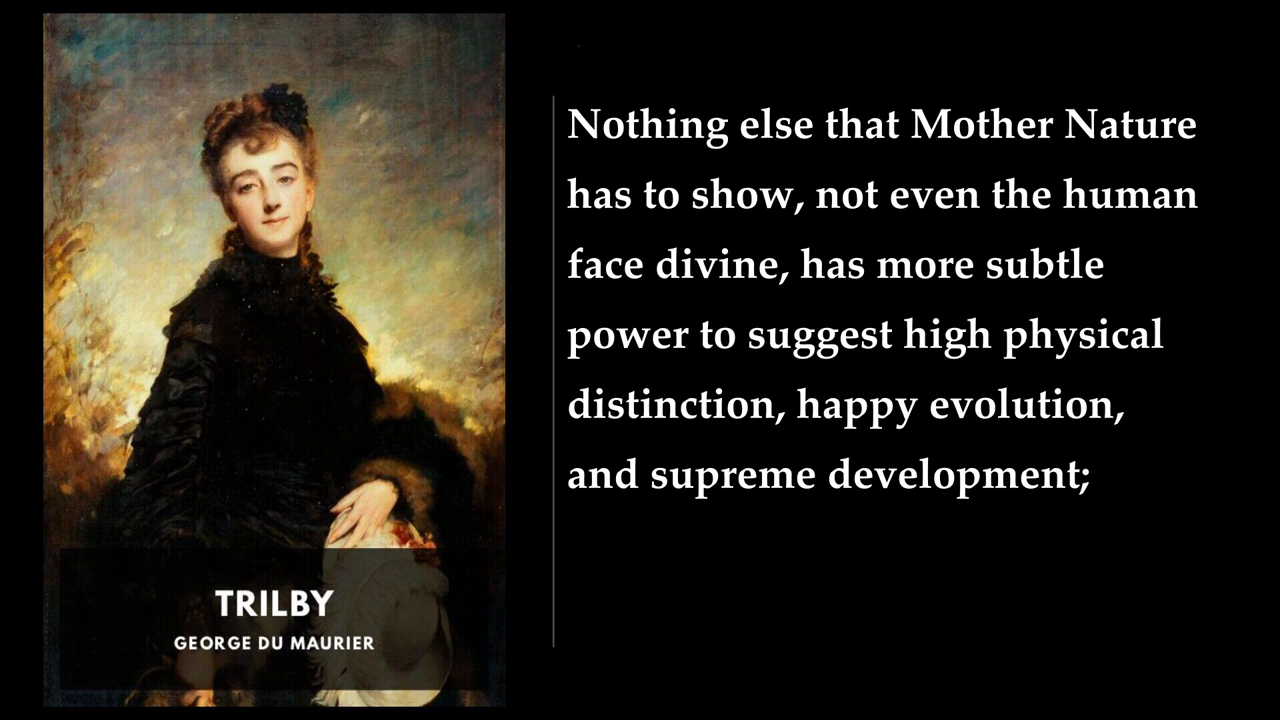 TRILBY
GEORGE DU MAURIER
Nothing else that Mother Nature
has to show, not even the human
face divine, has more subtle
power to suggest high physical
distinction, happy evolution,
and supreme development;